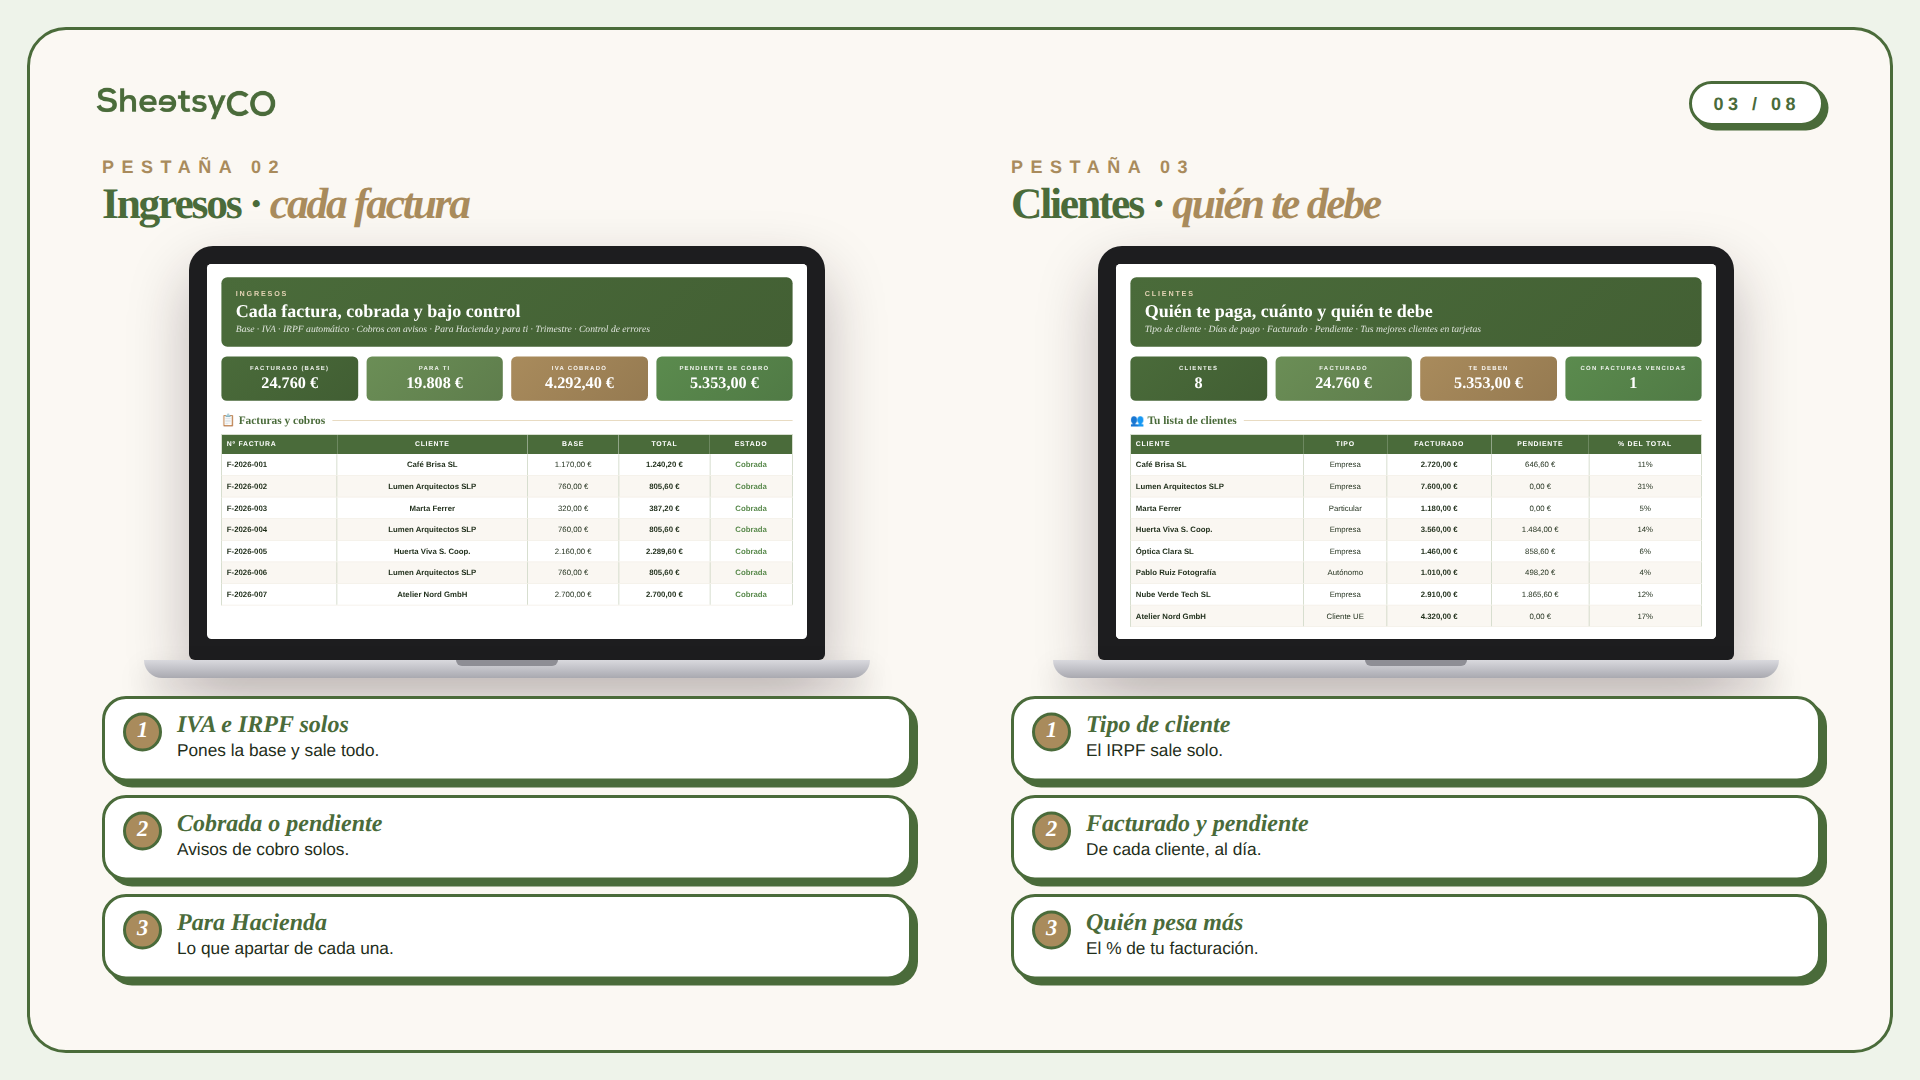 SheetsyCO
03 / 08
PESTAÑA 02
Ingresos · cada factura
INGRESOS
Cada factura, cobrada y bajo control
Base · IVA · IRPF automático · Cobros con avisos · Para Hacienda y para ti · Trimestre · Control de errores
FACTURADO (BASE) PARA TI IVA COBRADO PENDIENTE DE COBRO
24.760 € 19.808 € 4.292,40 € 5.353,00 €
📋 Facturas y cobros
Nº FACTURA CLIENTE BASE TOTAL ESTADO
F-2026-001 Café Brisa SL 1.170,00 € 1.240,20 € Cobrada
F-2026-002 Lumen Arquitectos SLP 760,00 € 805,60 € Cobrada
F-2026-003 Marta Ferrer 320,00 € 387,20 € Cobrada
F-2026-004 Lumen Arquitectos SLP 760,00 € 805,60 € Cobrada
F-2026-005 Huerta Viva S. Coop. 2.160,00 € 2.289,60 € Cobrada
F-2026-006 Lumen Arquitectos SLP 760,00 € 805,60 € Cobrada
F-2026-007 Atelier Nord GmbH 2.700,00 € 2.700,00 € Cobrada
1 IVA e IRPF solos
Pones la base y sale todo.
2 Cobrada o pendiente
Avisos de cobro solos.
3 Para Hacienda
Lo que apartar de cada una.
PESTAÑA 03
Clientes · quién te debe
CLIENTES
Quién te paga, cuánto y quién te debe
Tipo de cliente · Días de pago · Facturado · Pendiente · Tus mejores clientes en tarjetas
CLIENTES FACTURADO TE DEBEN CON FACTURAS VENCIDAS
8 24.760 € 5.353,00 € 1
👥 Tu lista de clientes
CLIENTE TIPO FACTURADO PENDIENTE % DEL TOTAL
Café Brisa SL Empresa 2.720,00 € 646,60 € 11%
Lumen Arquitectos SLP Empresa 7.600,00 € 0,00 € 31%
Marta Ferrer Particular 1.180,00 € 0,00 € 5%
Huerta Viva S. Coop. Empresa 3.560,00 € 1.484,00 € 14%
Óptica Clara SL Empresa 1.460,00 € 858,60 € 6%
Pablo Ruiz Fotografía Autónomo 1.010,00 € 498,20 € 4%
Nube Verde Tech SL Empresa 2.910,00 € 1.865,60 € 12%
Atelier Nord GmbH Cliente UE 4.320,00 € 0,00 € 17%
1 Tipo de cliente
El IRPF sale solo.
2 Facturado y pendiente
De cada cliente, al día.
3 Quién pesa más
El % de tu facturación.